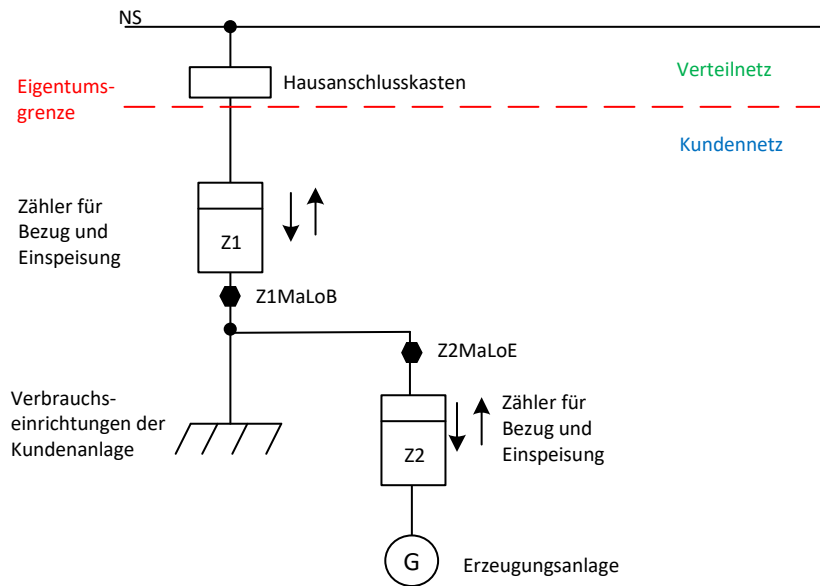 NS
Hausanschlusskasten
Verteilnetz
Eigentums-
grenze
Kundennetz
Zähler für
Bezug und
Einspeisung
Z1
Z1MaLoB
Z2MaLoE
Verbrauchs-
einrichtungen der
Kundenanlage
Zähler für
Bezug und
Einspeisung
Z2
G
Erzeugungsanlage